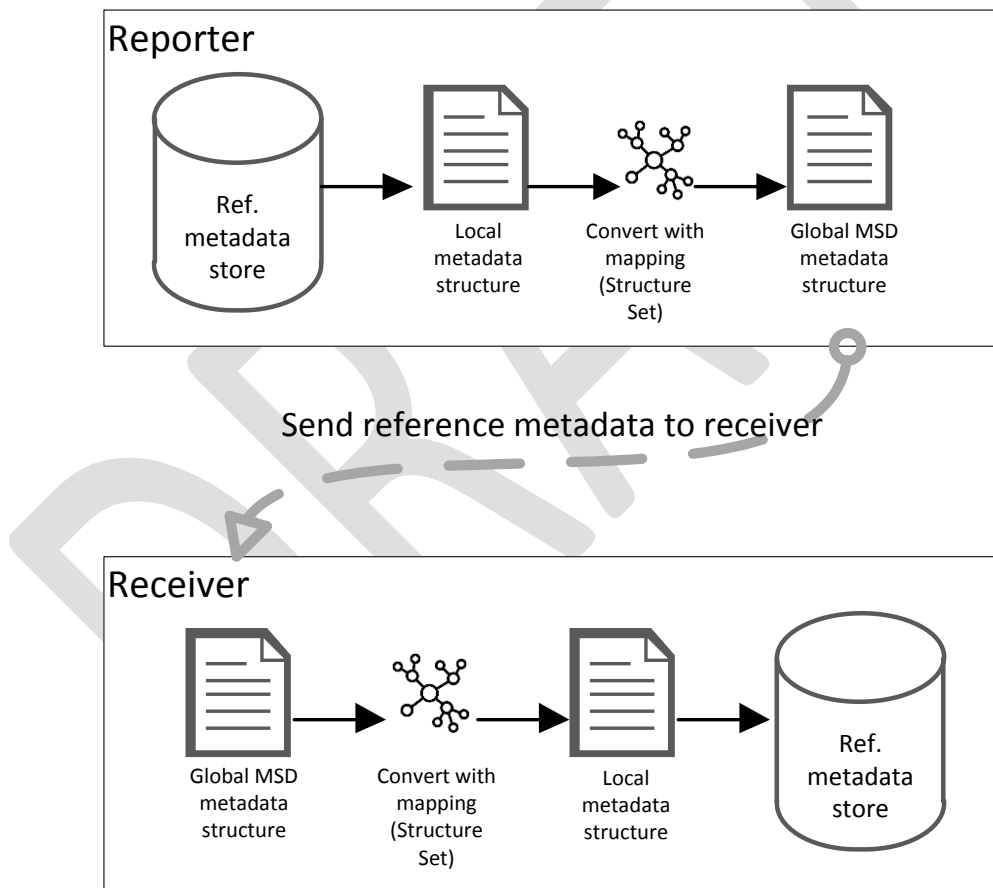 Reporter
Ref.
metadata
store
Local
metadata
structure
Convert with
mapping
(Structure
Set)
Global MSD
metadata
structure
Send reference metadata to receiver
Receiver
Global MSD
metadata
structure
Convert with
mapping
(Structure
Set)
Local
metadata
structure
Ref.
metadata
store